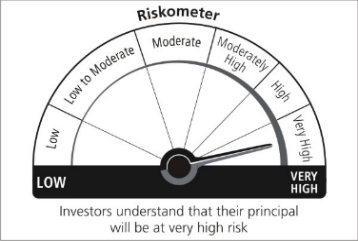 Riskometer
Low
Low to Moderate
Moderate
Moderately
High
High
Very High
LOW
VERY
HIGH
Investors understand that their principal
will be at very high risk